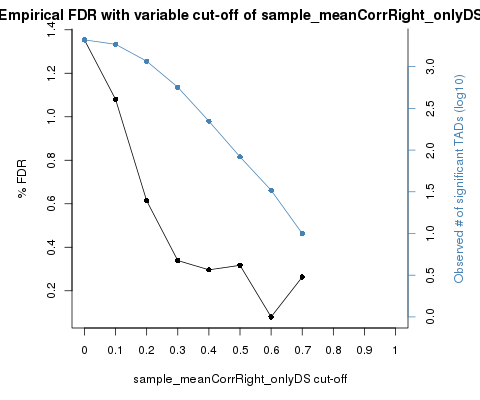 Empirical FDR with variable cut-off of sample_meanCorrRight_onlyDS
% FDR
1.4
1.2
1.0
0.8
0.6
0.4
0.2
3.0
2.5
2.0
1.5
1.0
0.5
0.0
Observed # of significant TADs (log10)
0 0.1 0.2 0.3 0.4 0.5 0.6 0.7 0.8 0.9 1
sample_meanCorrRight_onlyDS cut-off